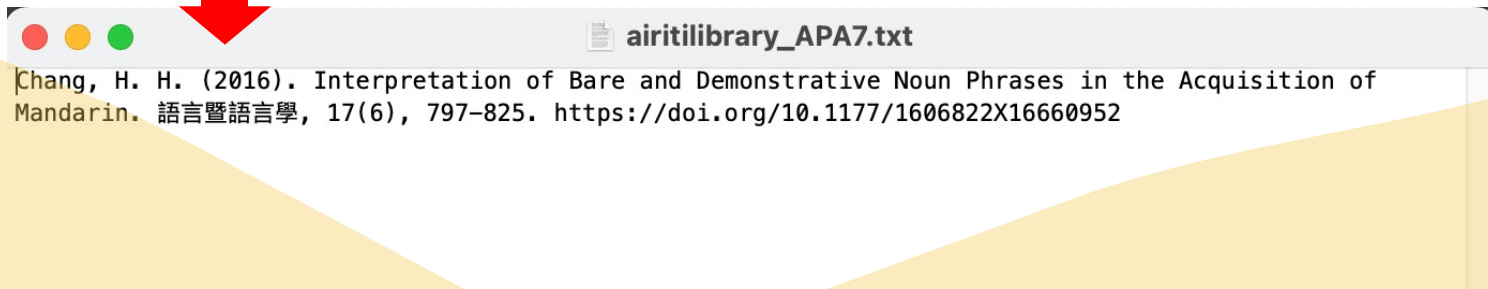 airitilibrary_APA7.txt
Chang, H. H. (2016). Interpretation of Bare and Demonstrative Noun Phrases in the Acquisition of
Mandarin. 語言暨語言學, 17(6), 797–825. https://doi.org/10.1177/1606822X16660952